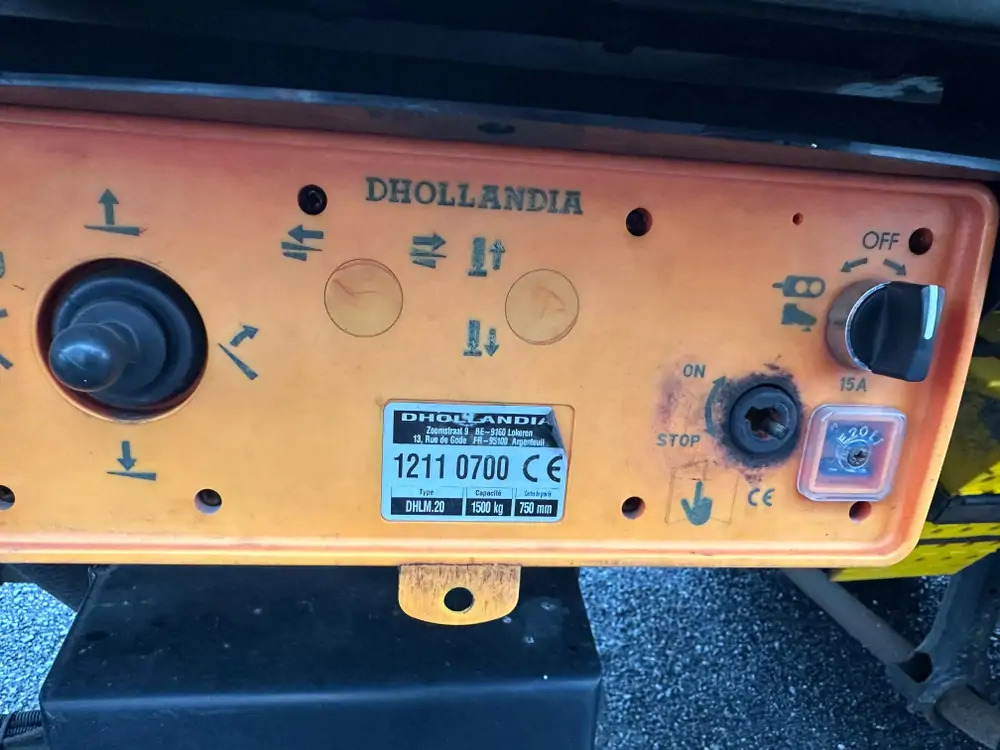 DHOLLANDIA
OFF
15A
ON
STOP
CE
DHOLLANDIA
Zoomstraat 9 BE-9160 Lokeren
13, Rue de Gode FR-95100 Argenteuil
1211 0700 CE
Type Capacité
DHLM.20 1500 kg 750 mm